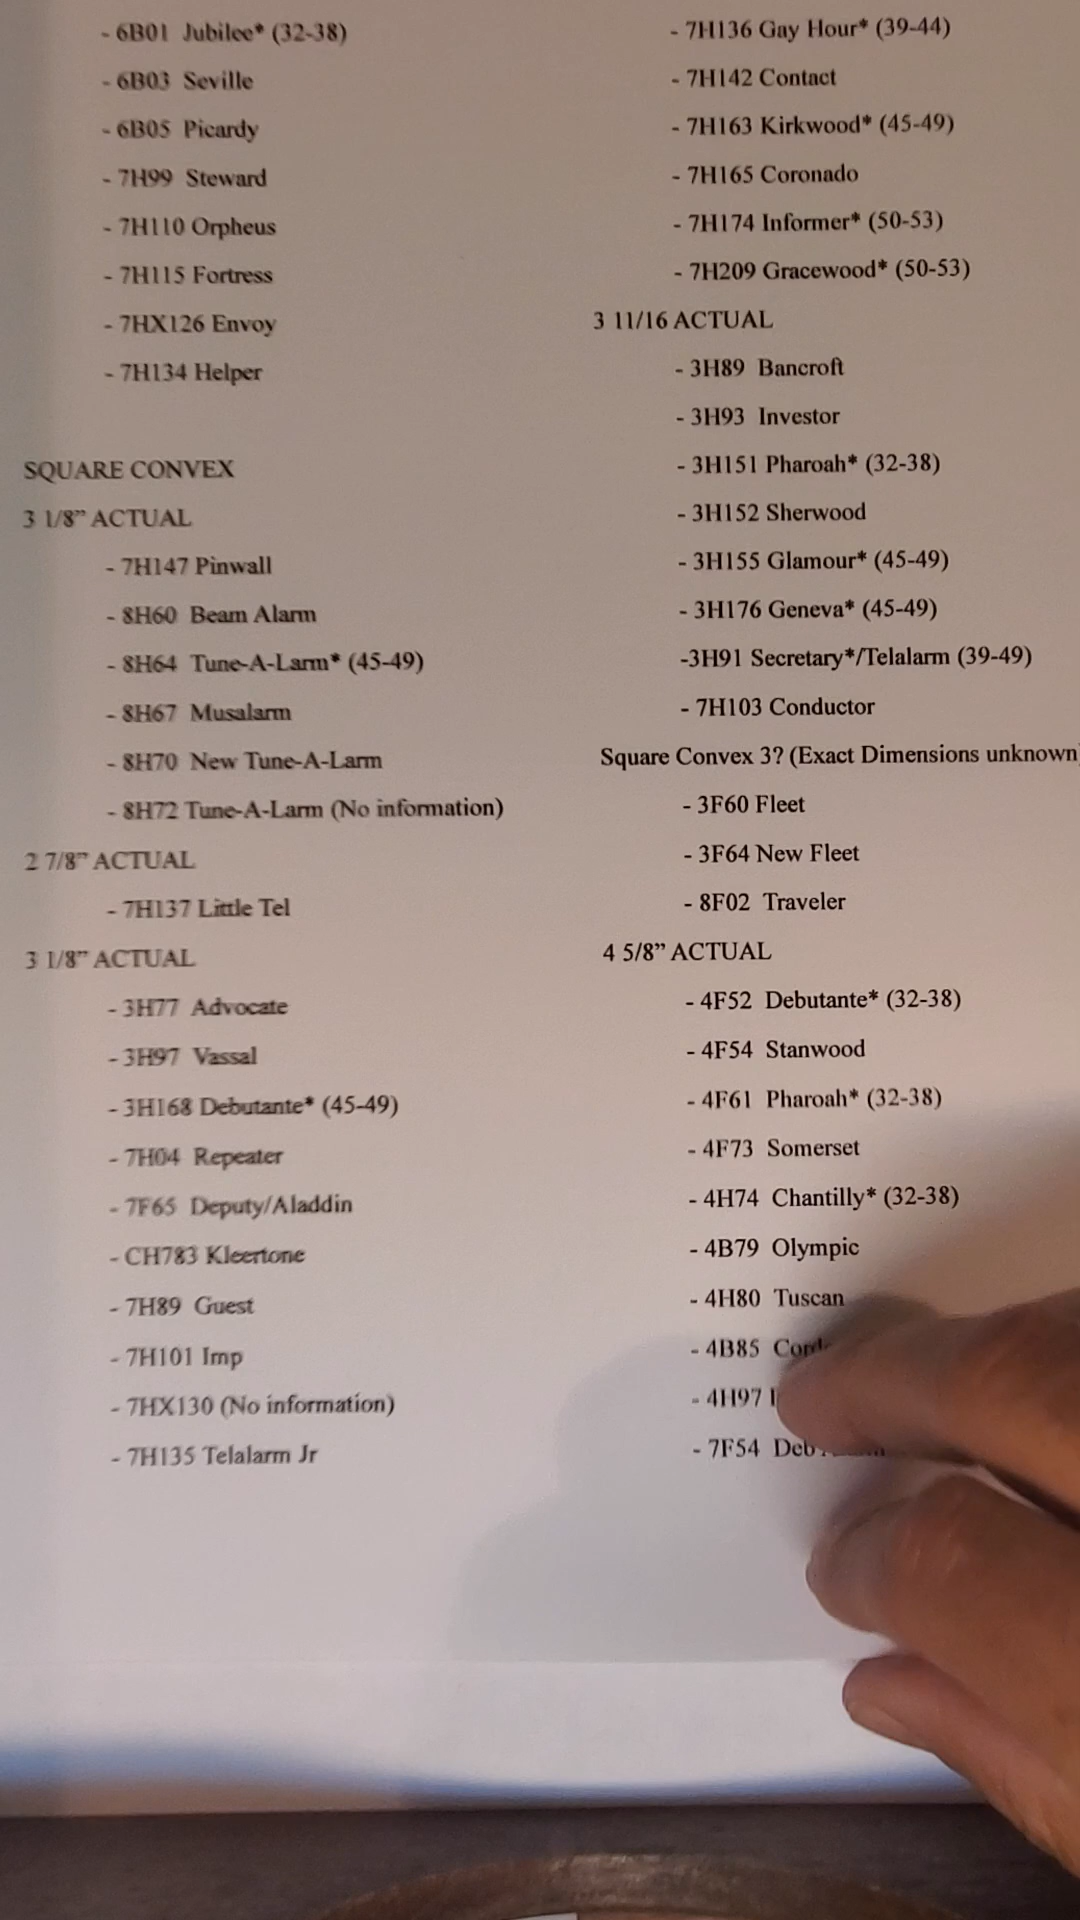 - 6B01 Jubilee* (32-38)
- 6B03 Seville
- 6B05 Picardy
- 7H99 Steward
- 7H110 Orpheus
- 7H115 Fortress
- 7HX126 Envoy
- 7H134 Helper
SQUARE CONVEX
3 1/8” ACTUAL
- 7H147 Pinwall
- 8H60 Beam Alarm
- 8H64 Tune-A-Larm* (45-49)
- 8H67 Musalarm
- 8H70 New Tune-A-Larm
- 8H72 Tune-A-Larm (No information)
2 7/8” ACTUAL
- 7H137 Little Tel
3 1/8” ACTUAL
- 3H77 Advocate
- 3H97 Vassal
- 3H168 Debutante* (45-49)
- 7H04 Repeater
- 7F65 Deputy/Aladdin
- CH783 Kleertone
- 7H89 Guest
- 7H101 Imp
- 7HX130 (No information)
- 7H135 Telalarm Jr
- 7H136 Gay Hour* (39-44)
- 7H142 Contact
- 7H163 Kirkwood* (45-49)
- 7H165 Coronado
- 7H174 Informer* (50-53)
- 7H209 Gracewood* (50-53)
3 11/16 ACTUAL
- 3H89 Bancroft
- 3H93 Investor
- 3H151 Pharoah* (32-38)
- 3H152 Sherwood
- 3H155 Glamour* (45-49)
- 3H176 Geneva* (45-49)
-3H91 Secretary*/Telalarm (39-49)
- 7H103 Conductor
Square Convex 3? (Exact Dimensions unknown)
- 3F60 Fleet
- 3F64 New Fleet
- 8F02 Traveler
4 5/8” ACTUAL
- 4F52 Debutante* (32-38)
- 4F54 Stanwood
- 4F61 Pharoah* (32-38)
- 4F73 Somerset
- 4H74 Chantilly* (32-38)
- 4B79 Olympic
- 4H80 Tuscan
- 4B85
- 4H97
- 7F54